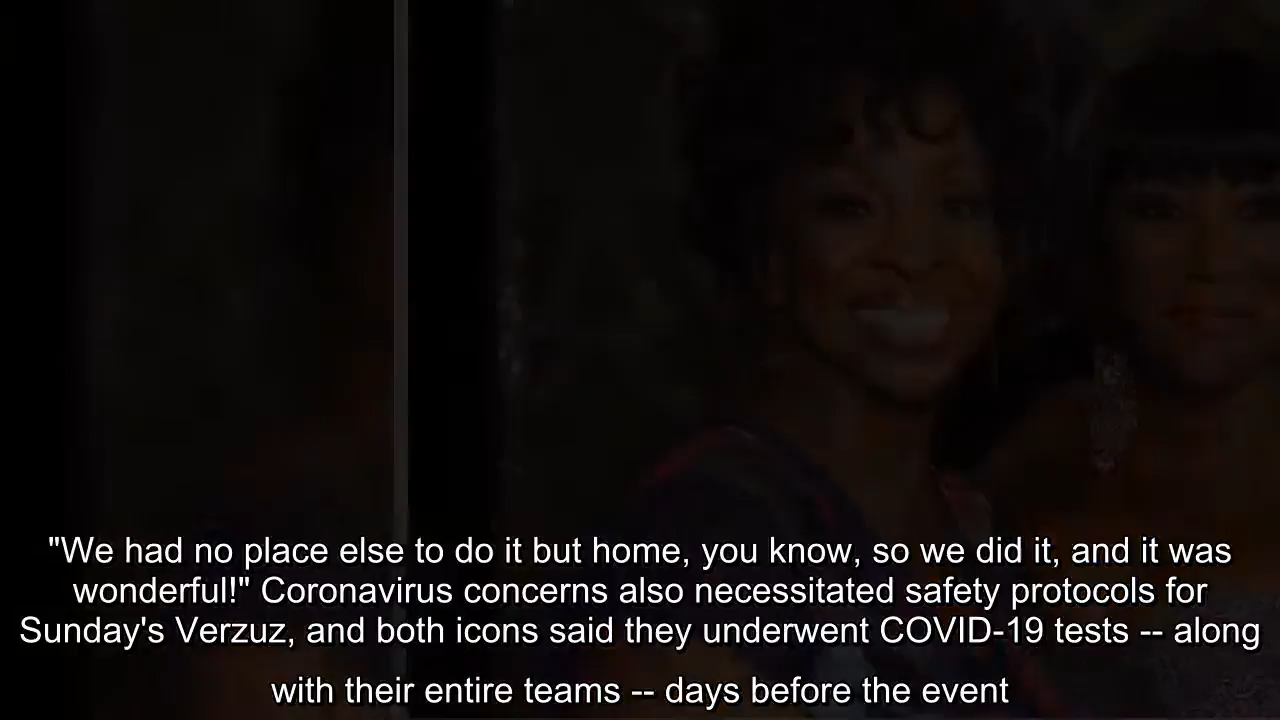 "We had no place else to do it but home, you know, so we did it, and it was
wonderful!" Coronavirus concerns also necessitated safety protocols for
Sunday's Verzuz, and both icons said they underwent COVID-19 tests -- along
with their entire teams -- days before the event